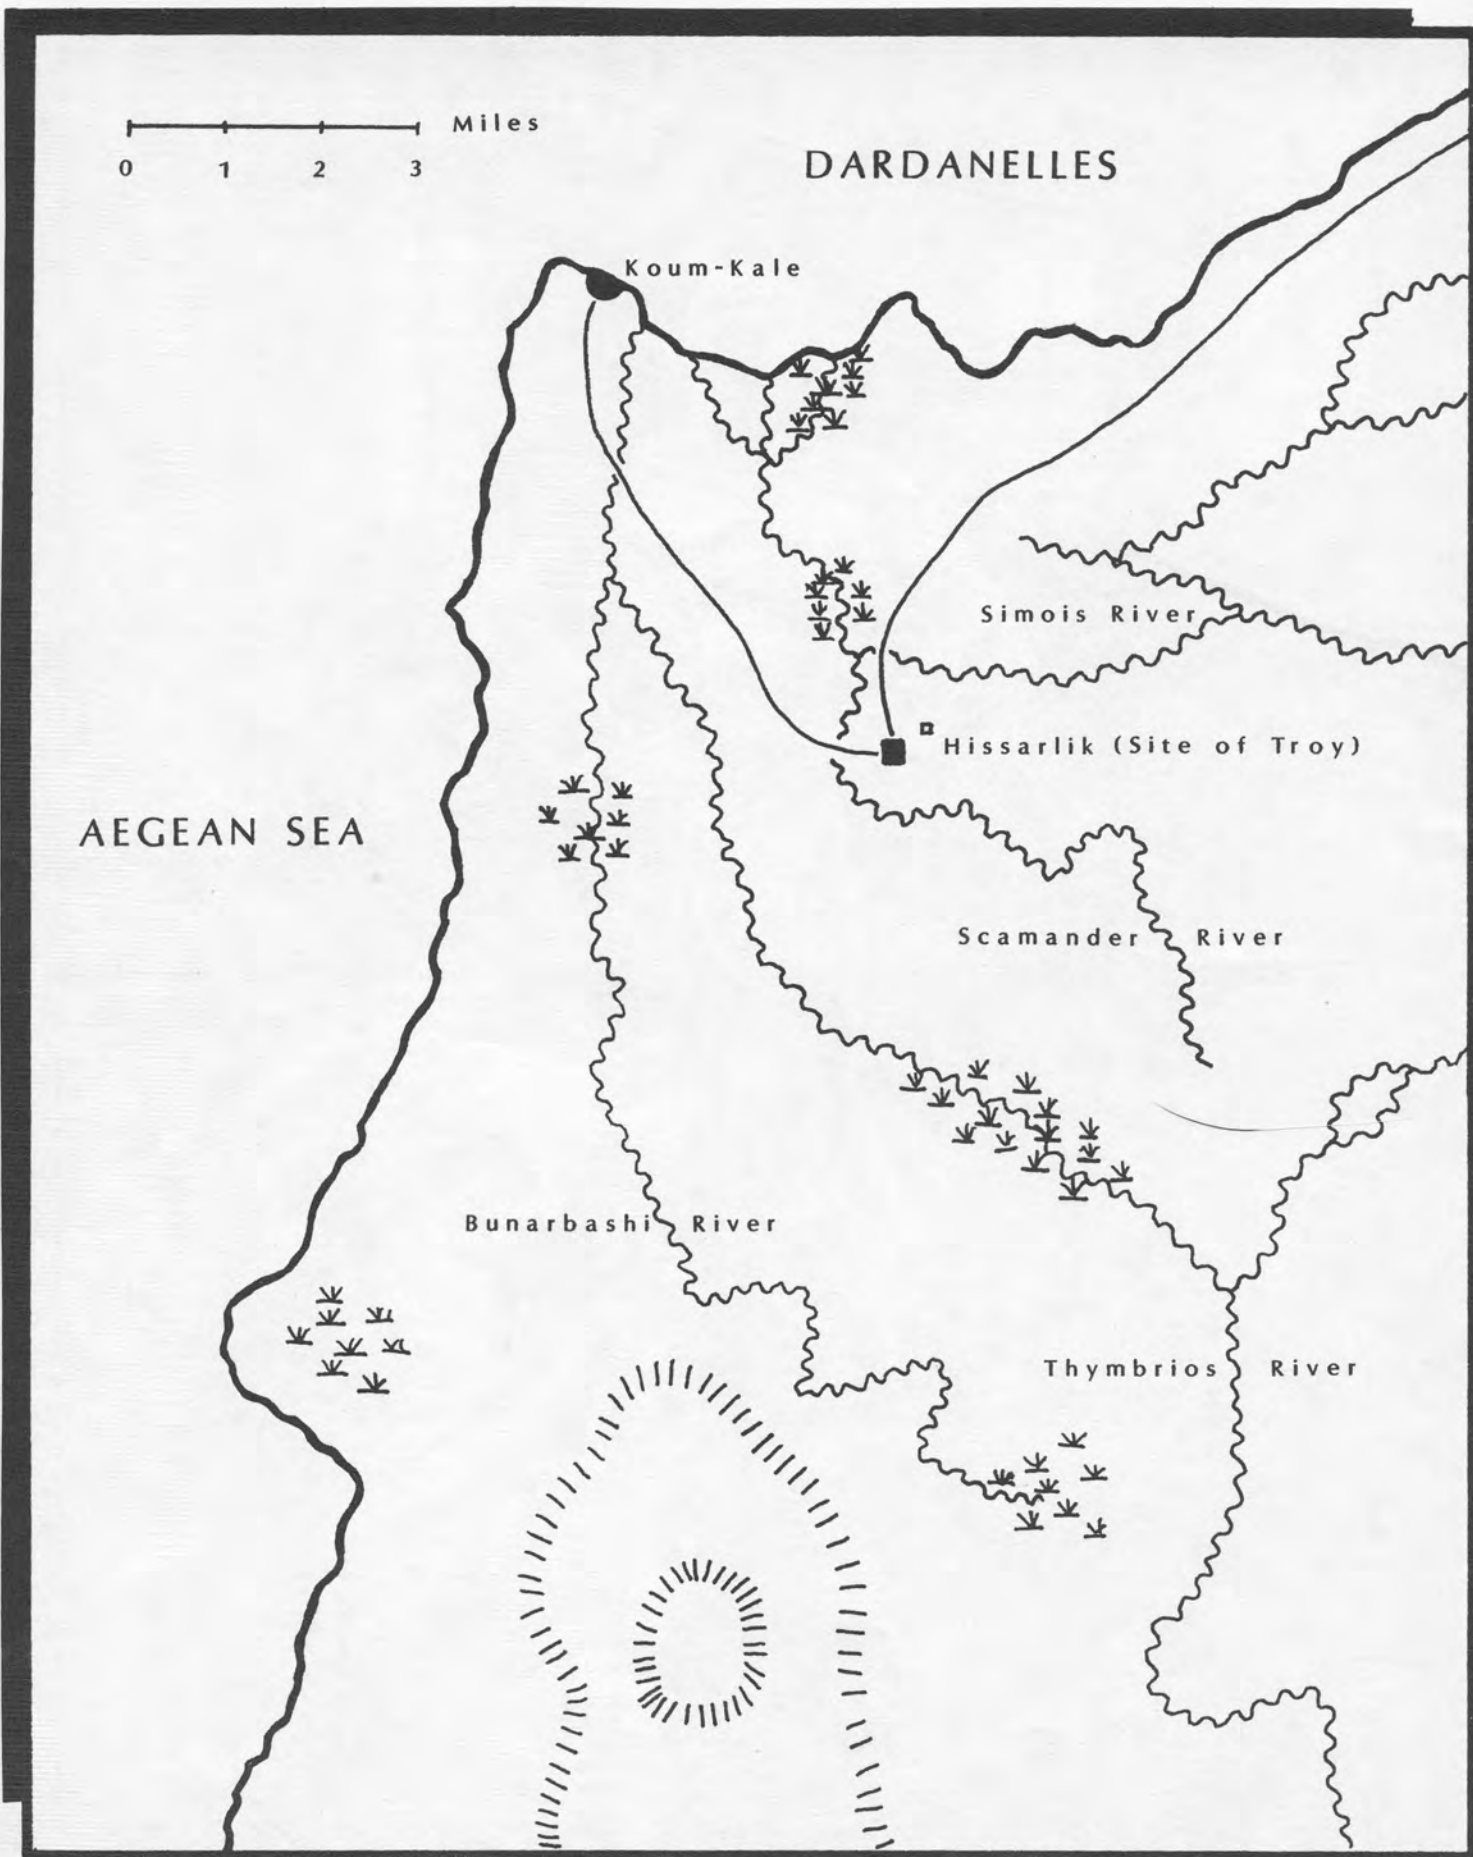 Miles
0 1 2 3
DARDANELLES
Koum-Kale
Simois River
Hissarlik (Site of Troy)
AEGEAN SEA
Scamander River
Bunarbashi River
Thymbrios River